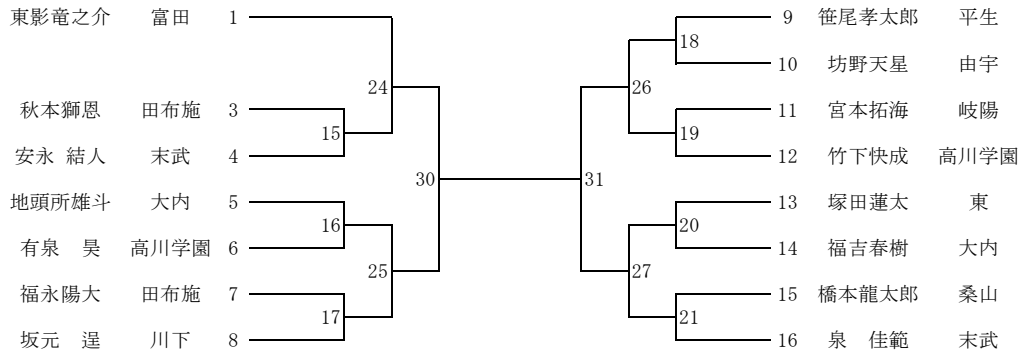 東影竜之介 富田 1
秋本獅恩 田布施 3
安永 結人 末武 4
地頭所雄斗 大内 5
有泉 昊 高川学園 6
福永陽大 田布施 7
坂元 逞 川下 8
24
15
30
16
25
17
9 笹尾孝太郎 平生
10 坊野天星 由宇
11 宮本拓海 岐陽
12 竹下快成 高川学園
13 塚田蓮太 東
14 福吉春樹 大内
15 橋本龍太郎 桑山
16 泉 佳範 末武
18
26
19
31
20
27
21